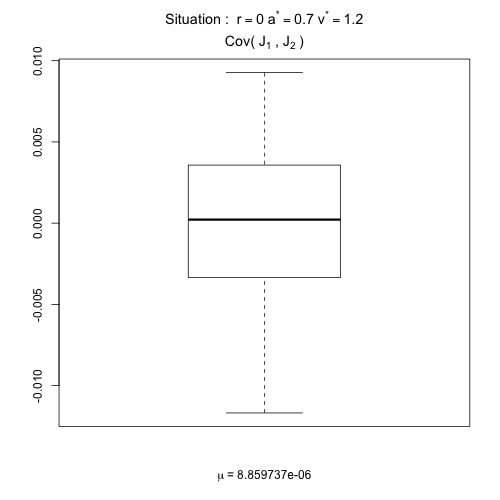 Situation : r = 0 a* = 0.7 v* = 1.2
Cov( J₁ , J₂ )
0.010
0.005
0.000
-0.005
-0.010
μ = 8.859737e-06